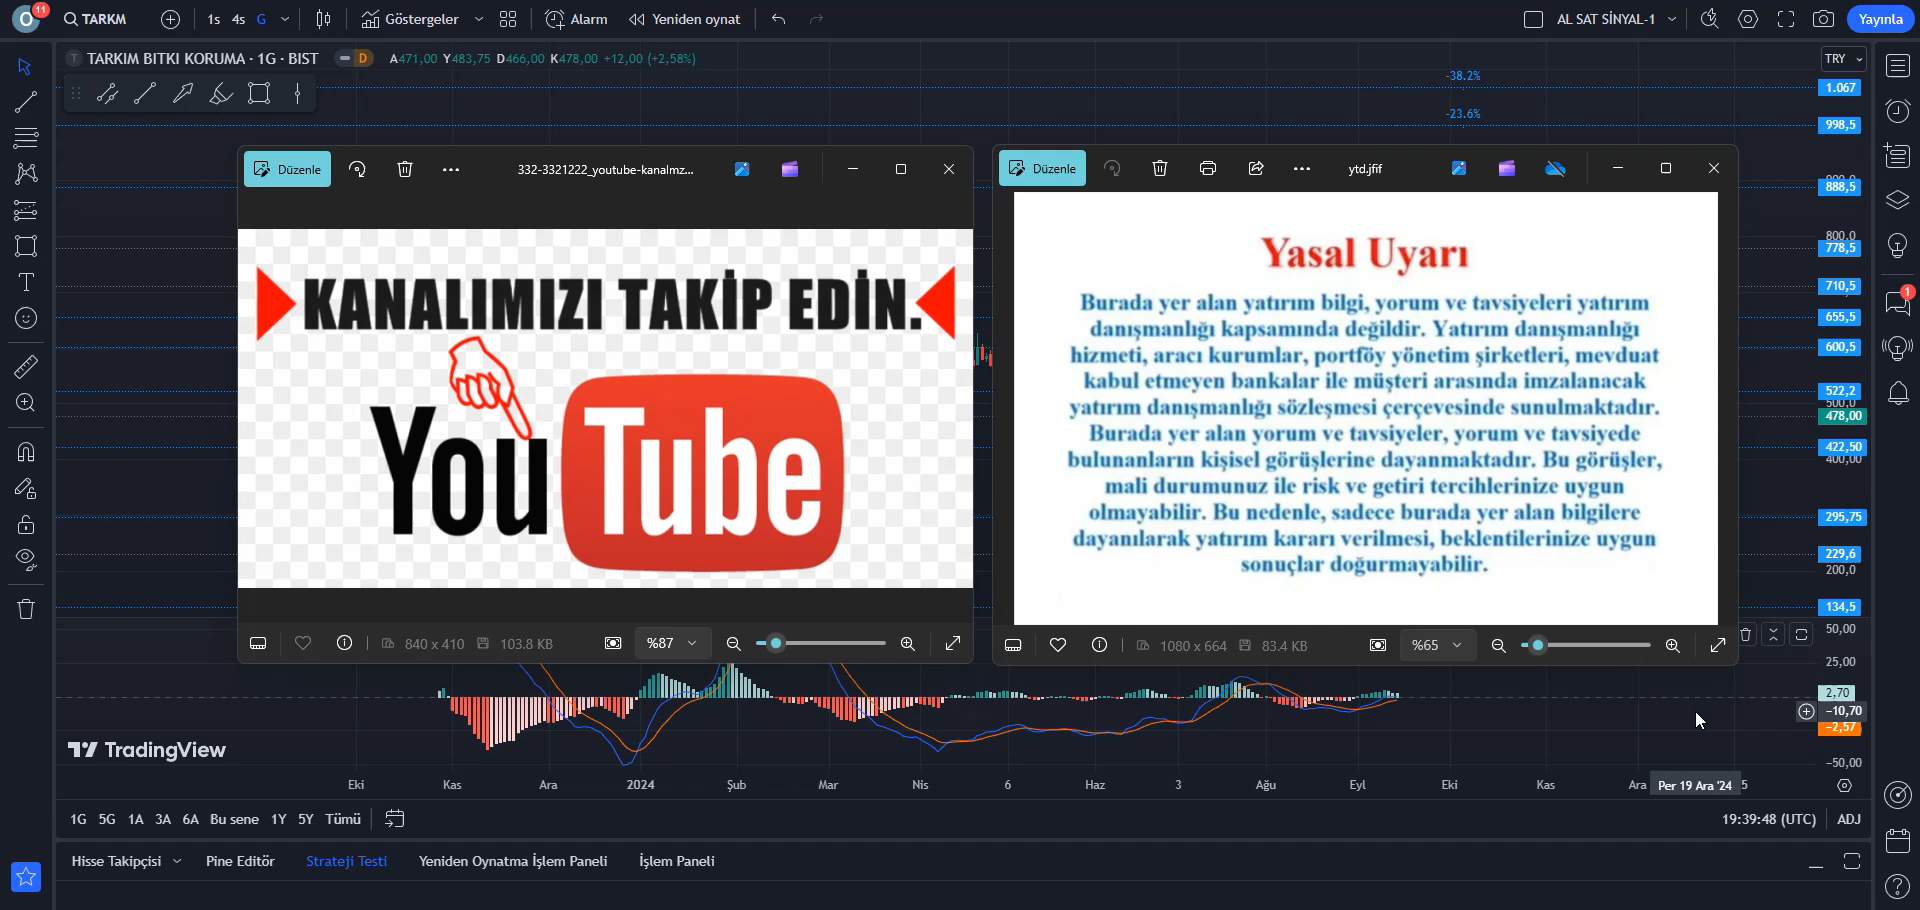 O 11 TARKM 1s 4s G Göstergeler Alarm Yeniden oynat AL SAT SİNYAL-1 Yayınla
T TARKIM BITKI KORUMA · 1G · BIST D A471,00 Y483,75 D466,00 K478,00 +12,00 (+2,58%)
TRY
-38.2%
1.067
-23.6%
998,5
888,5
800,0
778,5
710,5
655,5
600,5
522,2
500,0
478,00
422,50
400,00
295,75
229,6
200,0
134,5
50,00
25,00
2,70
−10,70
−2,57
−50,00
1
Düzenle 332-3321222_youtube-kanalmz...
KANALIMIZI TAKİP EDİN.
YouTube
840 x 410 103.8 KB %87
Düzenle ytd.jfif
Yasal Uyarı
Burada yer alan yatırım bilgi, yorum ve tavsiyeleri yatırım
danışmanlığı kapsamında değildir. Yatırım danışmanlığı
hizmeti, aracı kurumlar, portföy yönetim şirketleri, mevduat
kabul etmeyen bankalar ile müşteri arasında imzalanacak
yatırım danışmanlığı sözleşmesi çerçevesinde sunulmaktadır.
Burada yer alan yorum ve tavsiyeler, yorum ve tavsiyede
bulunanların kişisel görüşlerine dayanmaktadır. Bu görüşler,
mali durumunuz ile risk ve getiri tercihlerinize uygun
olmayabilir. Bu nedenle, sadece burada yer alan bilgilere
dayanılarak yatırım kararı verilmesi, beklentilerinize uygun
sonuçlar doğurmayabilir.
1080 x 664 83.4 KB %65
TradingView
Eki Kas Ara 2024 Şub Mar Nis 6 Haz 3 Ağu Eyl Eki Kas Ara Per 19 Ara '24 5
1G 5G 1A 3A 6A Bu sene 1Y 5Y Tümü 19:39:48 (UTC) ADJ
Hisse Takipçisi Pine Editör Strateji Testi Yeniden Oynatma İşlem Paneli İşlem Paneli